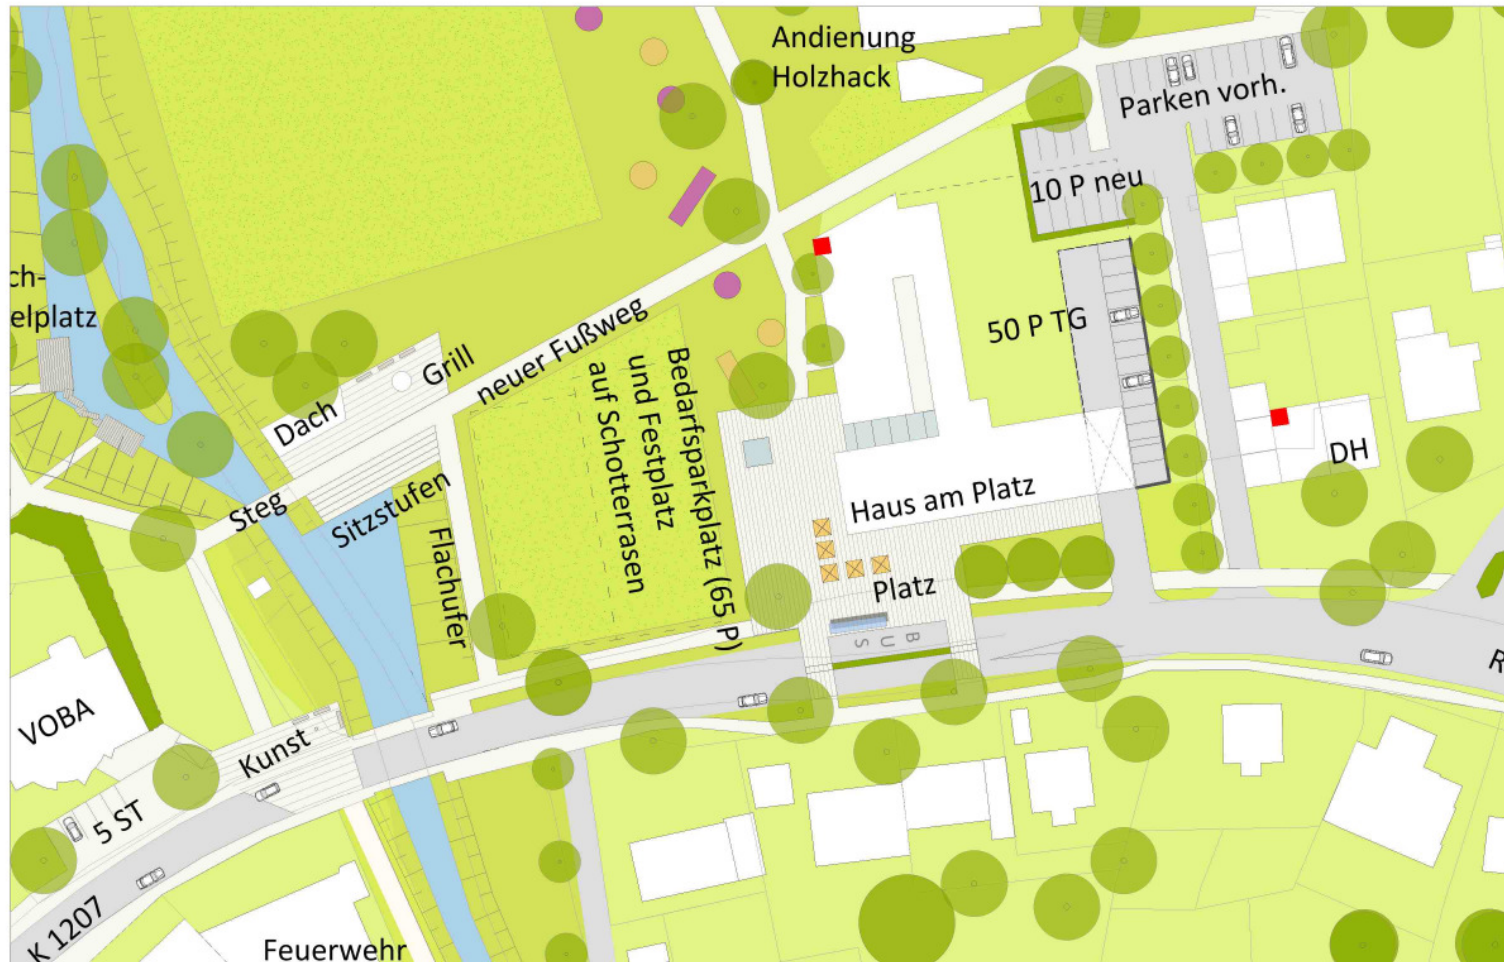 Andienung
Holzhack
Parken vorh.
10 P neu
ch-
elplatz
50 P TG
neuer Fußweg
Grill
Dach
Bedarfsparkplatz (65 P)
und Festplatz
auf Schotterrasen
DH
Haus am Platz
Steg
Sitzstufen
Flachufer
Platz
BUS
R
VOBA
Kunst
5 ST
K 1207
Feuerwehr